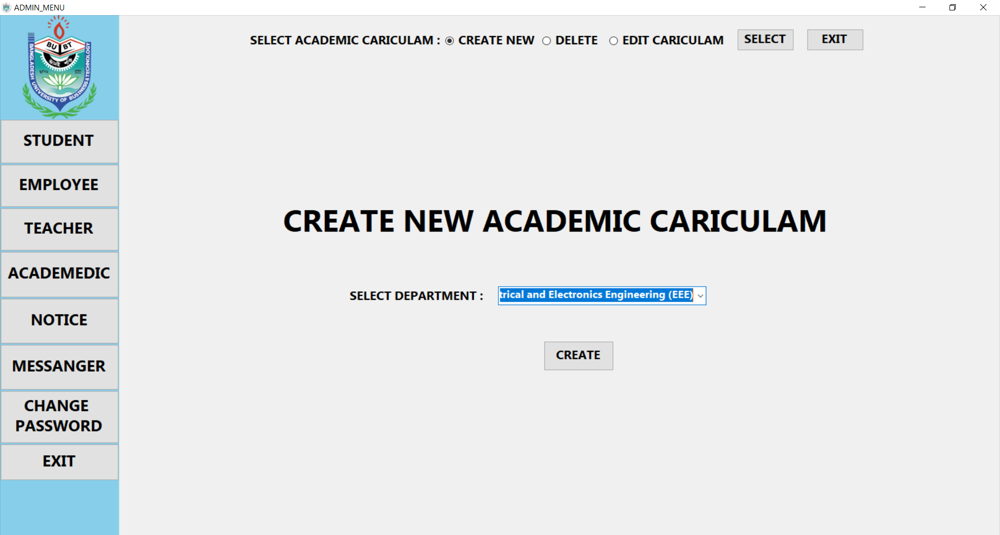 ADMIN_MENU
SELECT ACADEMIC CARICULAM : CREATE NEW DELETE EDIT CARICULAM SELECT EXIT
BU BT
BANGLADESH UNIVERSITY OF BUSINESS & TECHNOLOGY
STUDENT
EMPLOYEE
TEACHER
ACADEMEDIC
NOTICE
MESSANGER
CHANGE
PASSWORD
EXIT
CREATE NEW ACADEMIC CARICULAM
SELECT DEPARTMENT : trical and Electronics Engineering (EEE)
CREATE